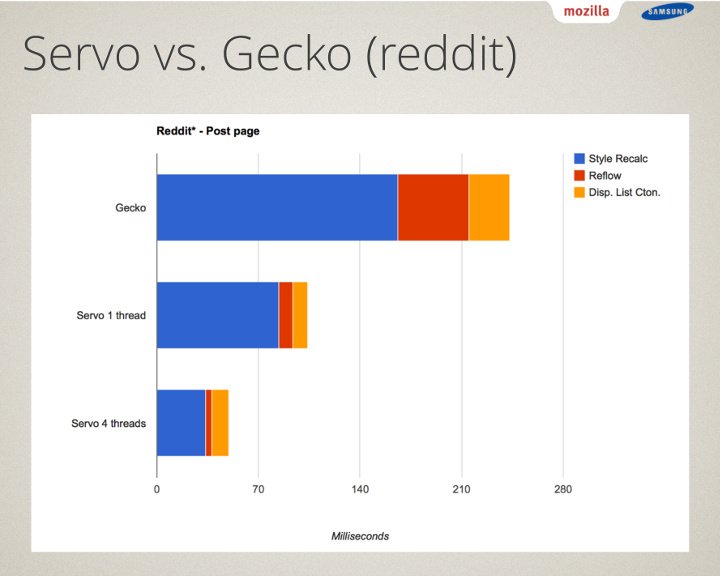 mozilla
SAMSUNG
Servo vs. Gecko (reddit)
Reddit* - Post page
Style Recalc
Reflow
Disp. List Cton.
Gecko
Servo 1 thread
Servo 4 threads
0 70 140 210 280
Milliseconds